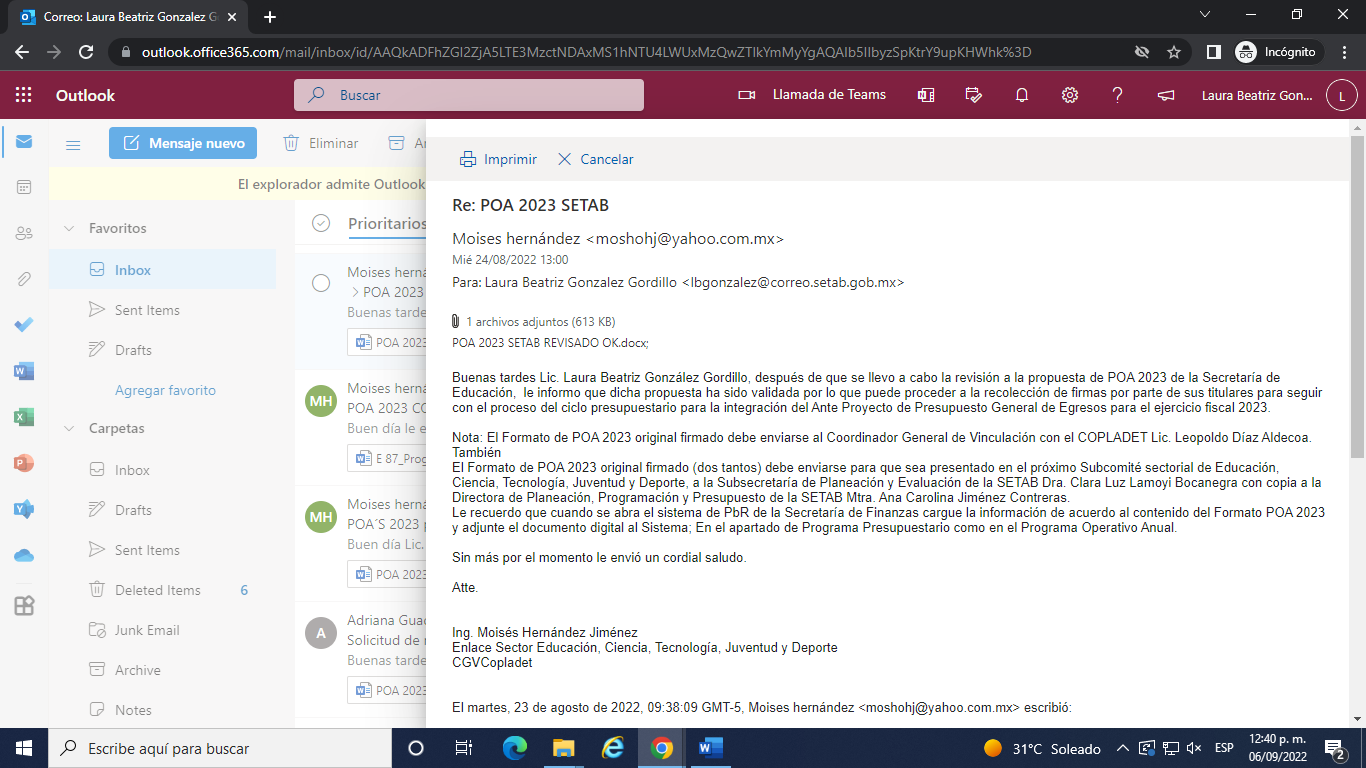 Correo: Laura Beatriz Gonzalez G
outlook.office365.com/mail/inbox/id/AAQkADFhZGI2ZjA5LTE3MzctNDAxMS1hNTU4LWUxMzQwZTlkYmMyYgAQAIb5IIbyzSpKtrY9upKHWhk%3D
Incógnito
Outlook
Buscar
Llamada de Teams
Laura Beatriz Gon...
L
Mensaje nuevo
Eliminar
El explorador admite Outlook
Favoritos
Inbox
Sent Items
Drafts
Agregar favorito
Carpetas
Inbox
Drafts
Sent Items
Deleted Items 6
Junk Email
Archive
Notes
Prioritarios
Moises herná
POA 2023
Buenas tarde
POA 2023
MH
Moises herná
POA 2023 CO
Buen día le e
E 87_Prog
MH
Moises herná
POA´S 2023 p
Buen día Lic.
POA 2023
A
Adriana Guad
Solicitud de r
Buenas tarde
POA 2023
Imprimir
Cancelar
Re: POA 2023 SETAB
Moises hernández <moshohj@yahoo.com.mx>
Mié 24/08/2022 13:00
Para: Laura Beatriz Gonzalez Gordillo <lbgonzalez@correo.setab.gob.mx>
1 archivos adjuntos (613 KB)
POA 2023 SETAB REVISADO OK.docx;
Buenas tardes Lic. Laura Beatriz González Gordillo, después de que se llevo a cabo la revisión a la propuesta de POA 2023 de la Secretaría de
Educación, le informo que dicha propuesta ha sido validada por lo que puede proceder a la recolección de firmas por parte de sus titulares para seguir
con el proceso del ciclo presupuestario para la integración del Ante Proyecto de Presupuesto General de Egresos para el ejercicio fiscal 2023.
Nota: El Formato de POA 2023 original firmado debe enviarse al Coordinador General de Vinculación con el COPLADET Lic. Leopoldo Díaz Aldecoa.
También
El Formato de POA 2023 original firmado (dos tantos) debe enviarse para que sea presentado en el próximo Subcomité sectorial de Educación,
Ciencia, Tecnología, Juventud y Deporte, a la Subsecretaría de Planeación y Evaluación de la SETAB Dra. Clara Luz Lamoyi Bocanegra con copia a la
Directora de Planeación, Programación y Presupuesto de la SETAB Mtra. Ana Carolina Jiménez Contreras.
Le recuerdo que cuando se abra el sistema de PbR de la Secretaría de Finanzas cargue la información de acuerdo al contenido del Formato POA 2023
y adjunte el documento digital al Sistema; En el apartado de Programa Presupuestario como en el Programa Operativo Anual.
Sin más por el momento le envió un cordial saludo.
Atte.
Ing. Moisés Hernández Jiménez
Enlace Sector Educación, Ciencia, Tecnología, Juventud y Deporte
CGVCopladet
El martes, 23 de agosto de 2022, 09:38:09 GMT-5, Moises hernández <moshohj@yahoo.com.mx> escribió:
Escribe aquí para buscar
31°C Soleado
ESP
12:40 p. m.
06/09/2022
2